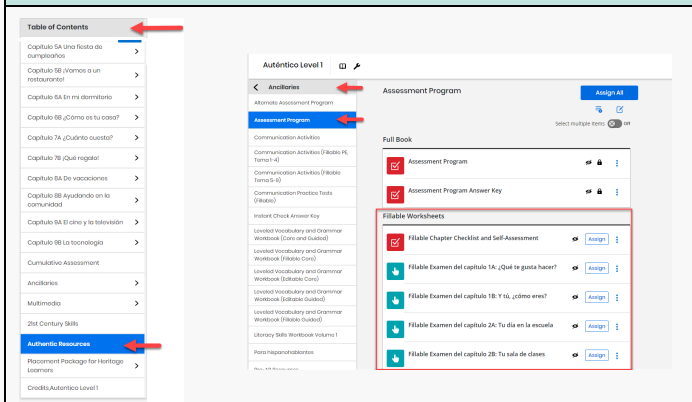 Table of Contents
Capítulo 5A Una fiesta de
cumpleaños
Capítulo 5B ¡Vamos a un
restaurante!
Capítulo 6A En mi dormitorio
Capítulo 6B ¿Cómo es tu casa?
Capítulo 7A ¿Cuánto cuesta?
Capítulo 7B ¡Qué regalo!
Capítulo 8A De vacaciones
Capítulo 8B Ayudando en la
comunidad
Capítulo 9A El cine y la televisión
Capítulo 9B La tecnología
Cumulative Assessment
Ancillaries
Multimedia
21st Century Skills
Authentic Resources
Placement Package for Heritage
Learners
Credits,Autentico Level 1
Auténtico Level 1
Ancillaries
Alternate Assessment Program
Assessment Program
Communication Activities
Communication Activities (Fillable PE,
Tema 1-4)
Communication Activities (Fillable
Tema 5-9)
Communication Practice Tests
(Fillable)
Instant Check Answer Key
Leveled Vocabulary and Grammar
Workbook (Core and Guided)
Leveled Vocabulary and Grammar
Workbook (Fillable Core)
Leveled Vocabulary and Grammar
Workbook (Editable Core)
Leveled Vocabulary and Grammar
Workbook (Editable Guided)
Leveled Vocabulary and Grammar
Workbook (Fillable Guided)
Literacy Skills Workbook Volume 1
Para hispanohablantes
Assessment Program
Assign All
Select multiple items Off
Full Book
Assessment Program
Assessment Program Answer Key
Fillable Worksheets
Fillable Chapter Checklist and Self-Assessment Assign
Fillable Examen del capítulo 1A: ¿Qué te gusta hacer? Assign
Fillable Examen del capítulo 1B: Y tú, ¿cómo eres? Assign
Fillable Examen del capítulo 2A: Tu día en la escuela Assign
Fillable Examen del capítulo 2B: Tu sala de clases Assign